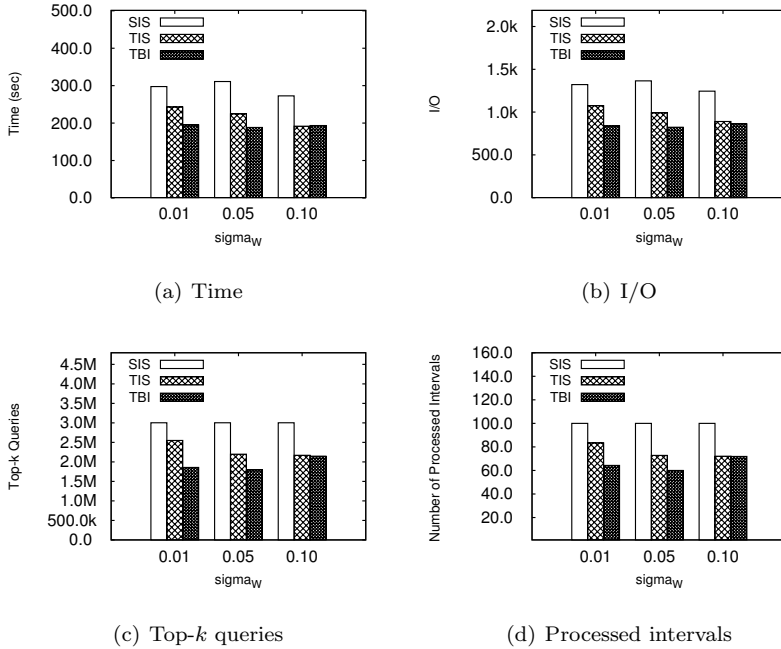 500.0
400.0
300.0
200.0
100.0
0.0
Time (sec)
SIS
TIS
TBI
0.01 0.05 0.10
sigmaW
(a) Time
2.0k
1.5k
1.0k
500.0
0.0
I/O
SIS
TIS
TBI
0.01 0.05 0.10
sigmaW
(b) I/O
4.5M
4.0M
3.5M
3.0M
2.5M
2.0M
1.5M
1.0M
500.0k
0.0
Top-k Queries
SIS
TIS
TBI
0.01 0.05 0.10
sigmaW
(c) Top-k queries
160.0
140.0
120.0
100.0
80.0
60.0
40.0
20.0
Number of Processed Intervals
SIS
TIS
TBI
0.01 0.05 0.10
sigmaW
(d) Processed intervals